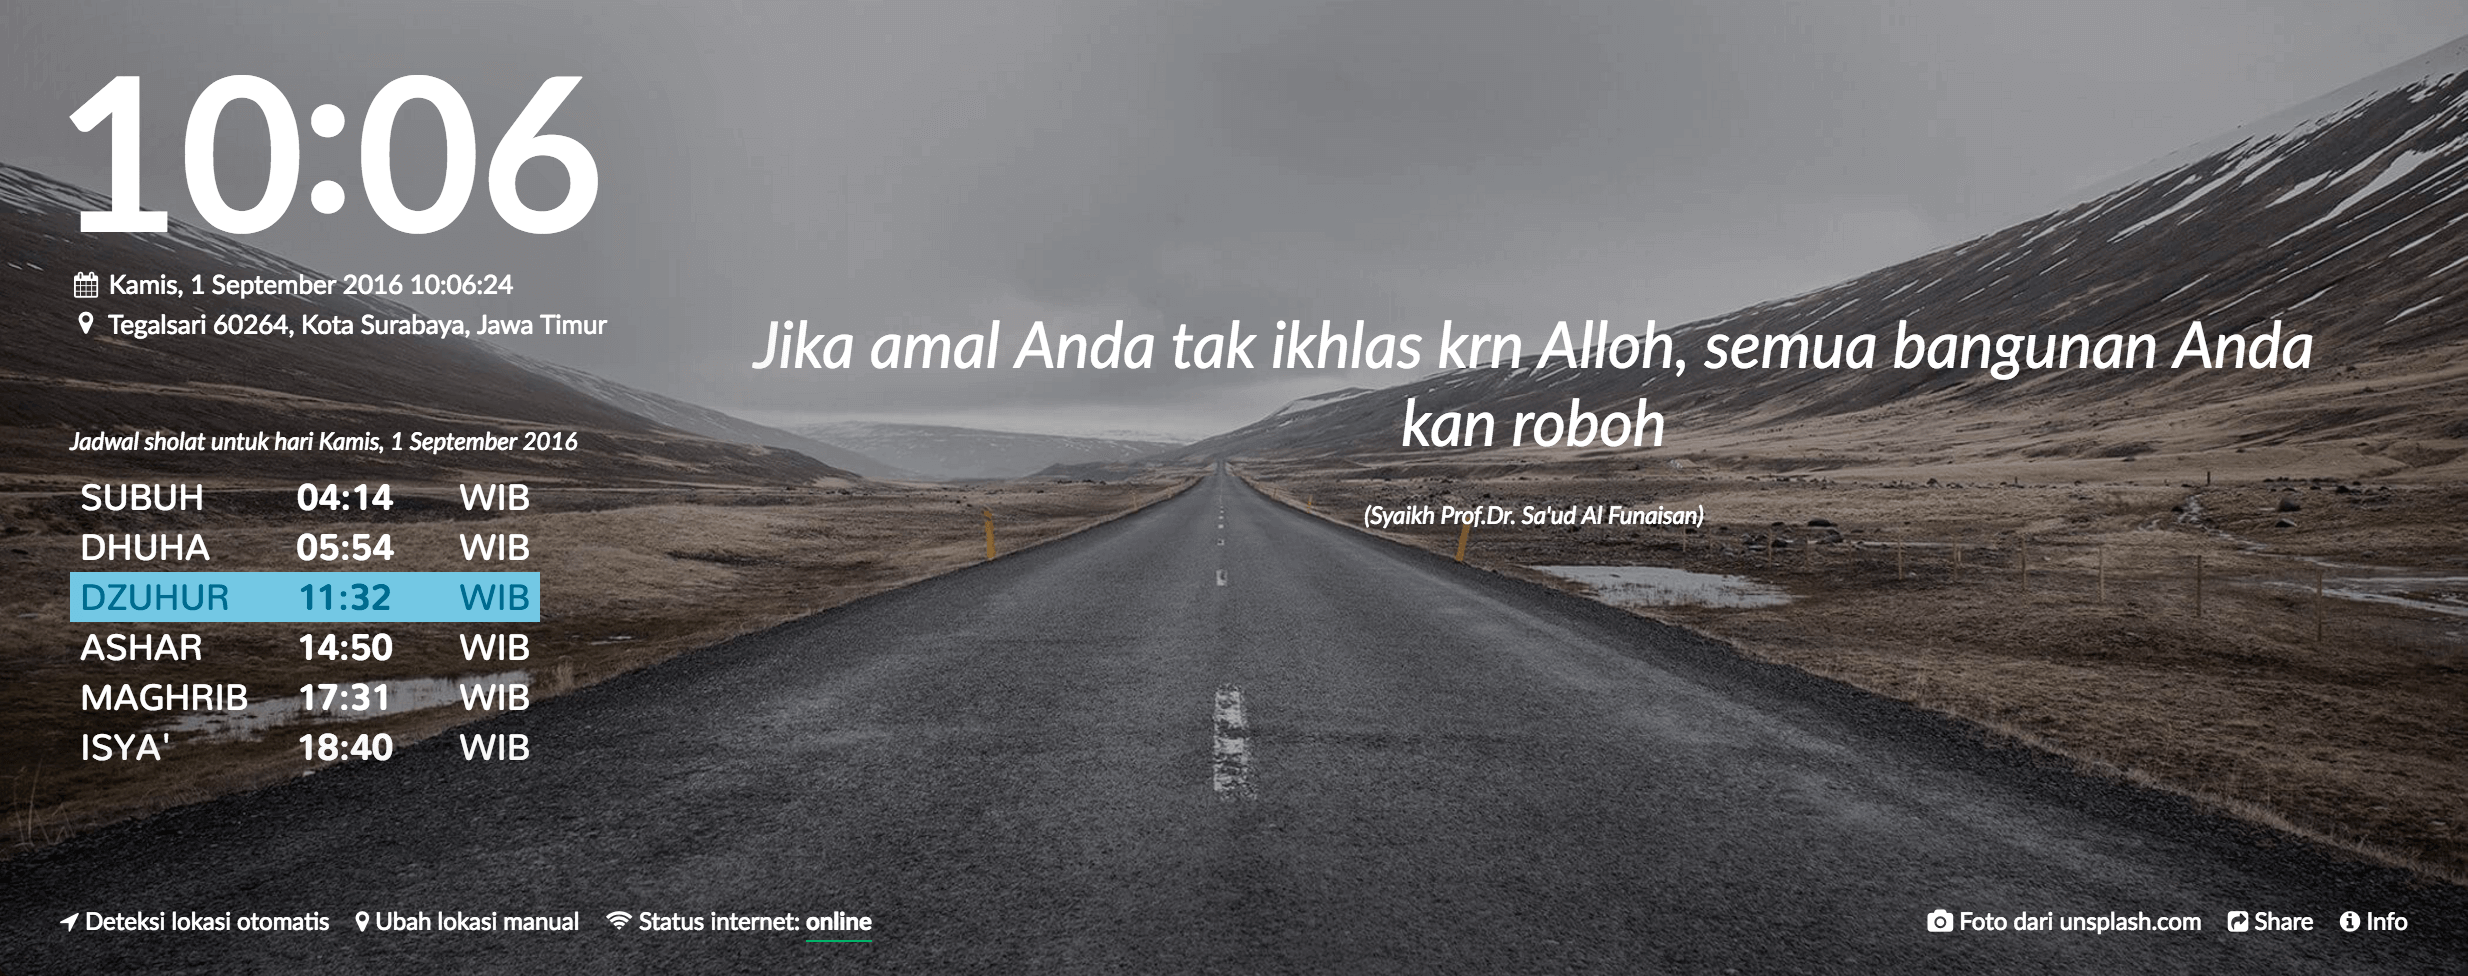 10:06
Kamis, 1 September 2016 10:06:24
Tegalsari 60264, Kota Surabaya, Jawa Timur
Jika amal Anda tak ikhlas krn Alloh, semua bangunan Anda
kan roboh
(Syaikh Prof.Dr. Sa'ud Al Funaisan)
Jadwal sholat untuk hari Kamis, 1 September 2016
SUBUH 04:14 WIB
DHUHA 05:54 WIB
DZUHUR 11:32 WIB
ASHAR 14:50 WIB
MAGHRIB 17:31 WIB
ISYA' 18:40 WIB
Deteksi lokasi otomatis Ubah lokasi manual Status internet: online Foto dari unsplash.com Share Info